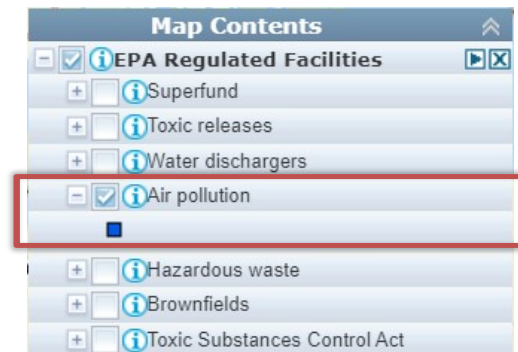 Map Contents
EPA Regulated Facilities
Superfund
Toxic releases
Water dischargers
Air pollution
Hazardous waste
Brownfields
Toxic Substances Control Act